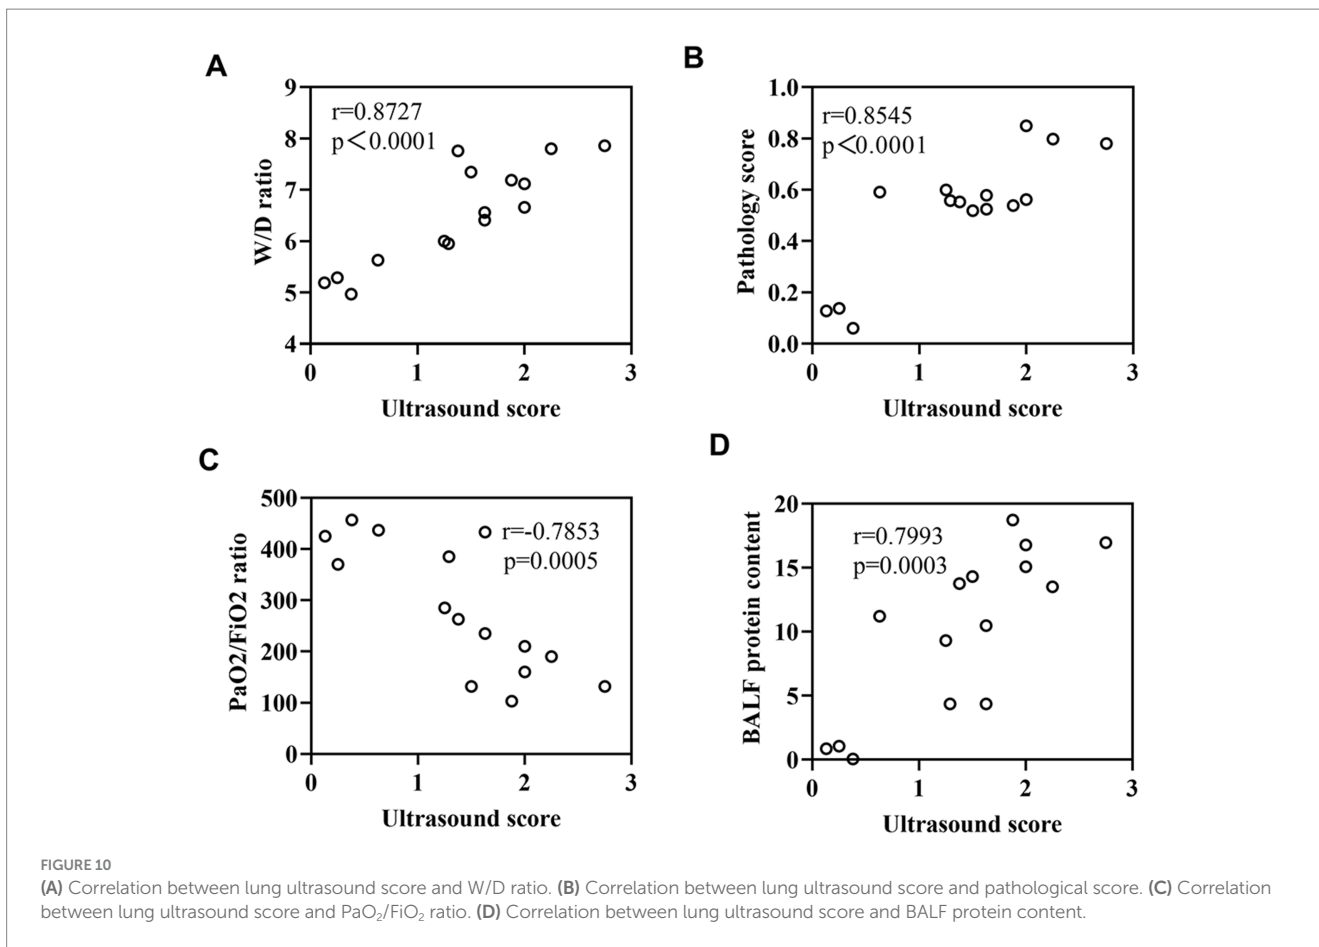 A
9
8
7
6
5
4
W/D ratio
r=0.8727
p<0.0001
0 1 2 3
Ultrasound score
B
1.0
0.8
0.6
0.4
0.2
0.0
Pathology score
r=0.8545
p<0.0001
0 1 2 3
Ultrasound score
C
500
400
300
200
100
0
PaO2/FiO2 ratio
r=-0.7853
p=0.0005
0 1 2 3
Ultrasound score
D
20
15
10
5
0
BALF protein content
r=0.7993
p=0.0003
0 1 2 3
Ultrasound score
FIGURE 10
(A) Correlation between lung ultrasound score and W/D ratio. (B) Correlation between lung ultrasound score and pathological score. (C) Correlation
between lung ultrasound score and PaO₂/FiO₂ ratio. (D) Correlation between lung ultrasound score and BALF protein content.